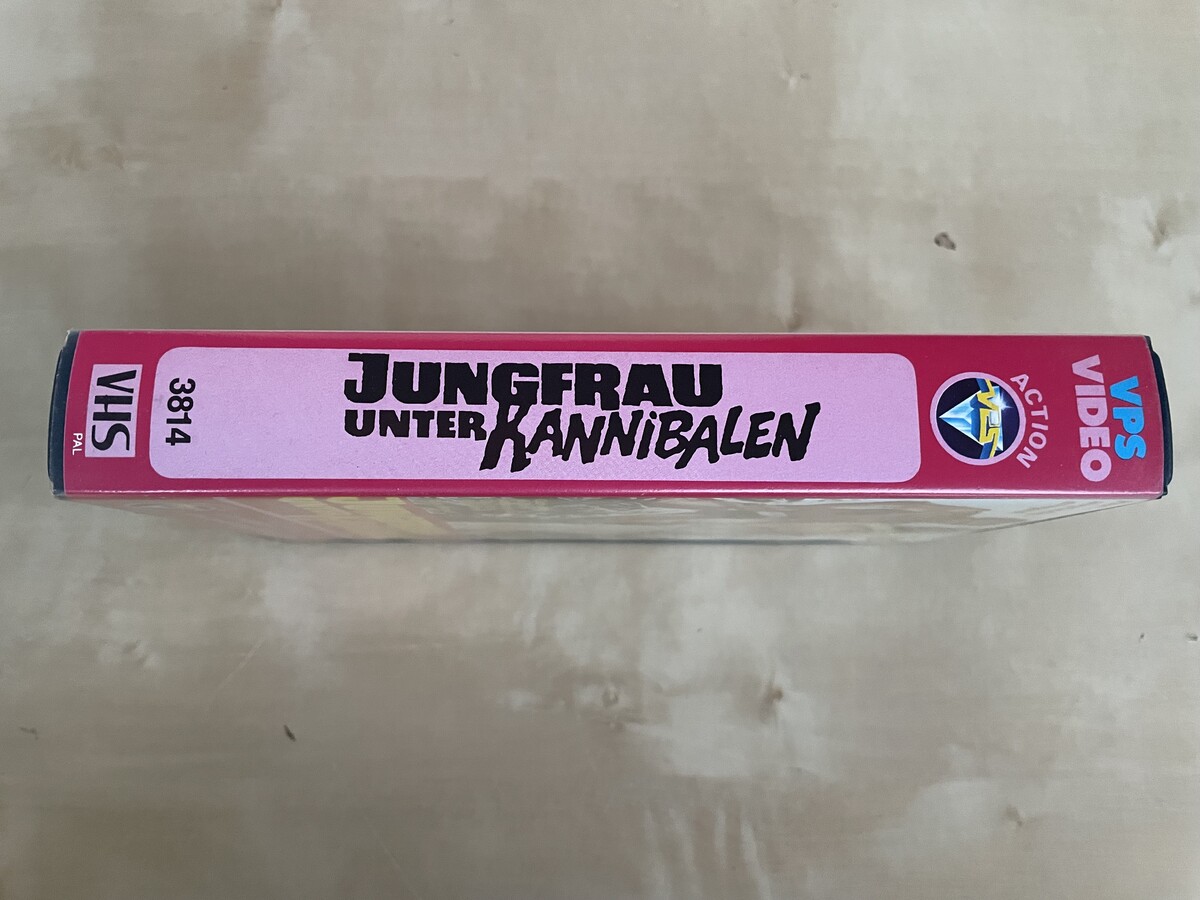 VHS
PAL
3814
JUNGFRAU
UNTER KANNiBALEN
VPS
ACTION
VPS
VIDEO